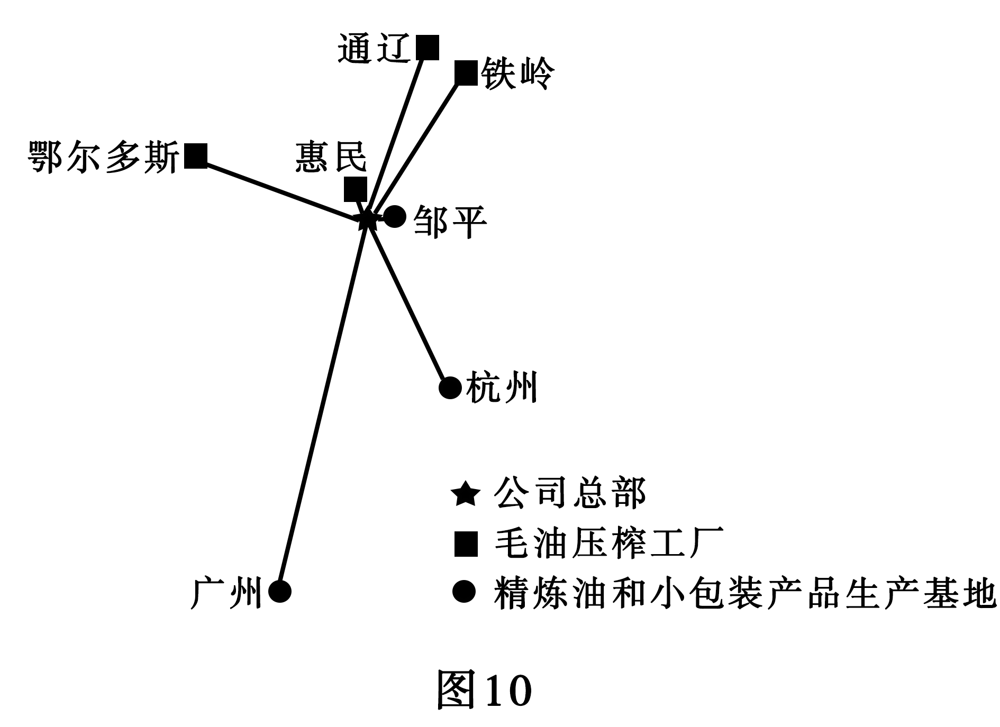 通辽
铁岭
鄂尔多斯
惠民
邹平
杭州
公司总部
毛油压榨工厂
广州
精炼油和小包装产品生产基地
图10